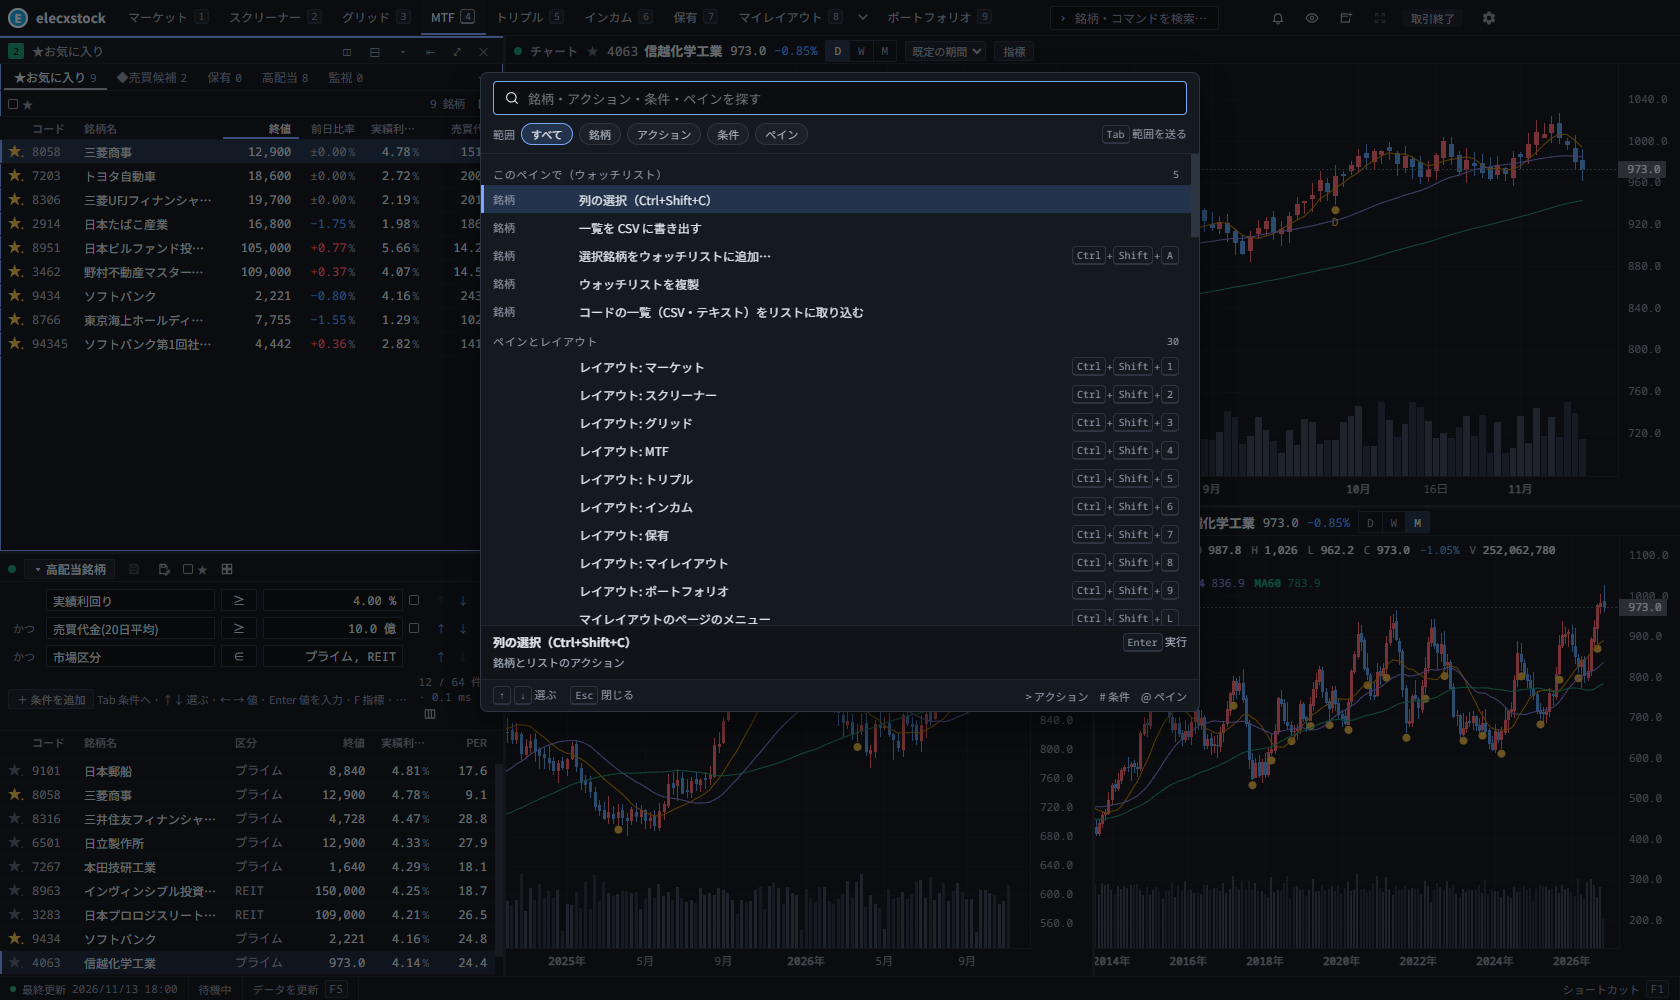 elecxstock マーケット 1 スクリーナー 2 グリッド 3 MTF 4 トリプル 5 インカム 6 保有 7 マイレイアウト 8 ポートフォリオ 9 › 銘柄・コマンドを検索… 取引終了
2 ★お気に入り
チャート ★ 4063 信越化学工業 973.0 −0.85% D W M 既定の期間 指標
★お気に入り 9 ◆売買候補 2 保有 0 高配当 8 監視 0
★ 9 銘柄
コード 銘柄名 終値 前日比率 実績利… 売買代
★ 8058 三菱商事 12,900 ±0.00% 4.78% 151
★ 7203 トヨタ自動車 18,600 ±0.00% 2.72% 200
★ 8306 三菱UFJフィナンシャ… 19,700 ±0.00% 2.19% 201
★ 2914 日本たばこ産業 16,800 −1.75% 1.98% 186
★ 8951 日本ビルファンド投… 105,000 +0.77% 5.66% 14.2
★ 3462 野村不動産マスター… 109,000 +0.37% 4.07% 14.5
★ 9434 ソフトバンク 2,221 −0.80% 4.16% 243
★ 8766 東京海上ホールディ… 7,755 −1.55% 1.29% 102
★ 94345 ソフトバンク第1回社… 4,442 +0.36% 2.82% 141
銘柄・アクション・条件・ペインを探す
範囲 すべて 銘柄 アクション 条件 ペイン Tab 範囲を送る
このペインで（ウォッチリスト） 5
銘柄 列の選択（Ctrl+Shift+C）
銘柄 一覧を CSV に書き出す
銘柄 選択銘柄をウォッチリストに追加… Ctrl + Shift + A
銘柄 ウォッチリストを複製
銘柄 コードの一覧（CSV・テキスト）をリストに取り込む
ペインとレイアウト 30
レイアウト: マーケット Ctrl + Shift + 1
レイアウト: スクリーナー Ctrl + Shift + 2
レイアウト: グリッド Ctrl + Shift + 3
レイアウト: MTF Ctrl + Shift + 4
レイアウト: トリプル Ctrl + Shift + 5
レイアウト: インカム Ctrl + Shift + 6
レイアウト: 保有 Ctrl + Shift + 7
レイアウト: マイレイアウト Ctrl + Shift + 8
レイアウト: ポートフォリオ Ctrl + Shift + 9
マイレイアウトのページのメニュー Ctrl + Shift + L
列の選択（Ctrl+Shift+C） Enter 実行
銘柄とリストのアクション
↑ ↓ 選ぶ Esc 閉じる > アクション # 条件 @ ペイン
1040.0
1000.0
973.0
960.0
920.0
880.0
840.0
800.0
760.0
720.0
D
9月 10月 16日 11月
高配当銘柄 ★
実績利回り ≥ 4.00 % ↑ ↓
かつ 売買代金(20日平均) ≥ 10.0 億 ↑ ↓
かつ 市場区分 ∈ プライム, REIT ↑ ↓
＋条件を追加 Tab 条件へ・↑↓選ぶ・←→値・Enter 値を入力・F 指標・…
12 / 64 件
· 0.1 ms
コード 銘柄名 区分 終値 実績利… PER
★ 9101 日本郵船 プライム 8,840 4.81% 17.6
★ 8058 三菱商事 プライム 12,900 4.78% 9.1
★ 8316 三井住友フィナンシャ… プライム 4,728 4.47% 28.8
★ 6501 日立製作所 プライム 12,900 4.33% 27.9
★ 7267 本田技研工業 プライム 1,640 4.29% 18.1
★ 8963 インヴィンシブル投資… REIT 150,000 4.25% 18.7
★ 3283 日本プロロジスリート… REIT 109,000 4.21% 26.5
★ 9434 ソフトバンク プライム 2,221 4.16% 24.8
★ 4063 信越化学工業 プライム 973.0 4.14% 24.4
840.0
800.0
760.0
720.0
680.0
640.0
600.0
560.0
2025年 5月 9月 2026年 5月 9月
化学工業 973.0 −0.85% D W M
987.8 H 1,026 L 962.2 C 973.0 −1.05% V 252,062,780
4 836.9 MA60 783.9
1100.0
1000.0
973.0
900.0
800.0
700.0
600.0
500.0
400.0
300.0
200.0
2014年 2016年 2018年 2020年 2022年 2024年 2026年
最終更新 2026/11/13 18:00 待機中 データを更新 F5 ショートカット F1